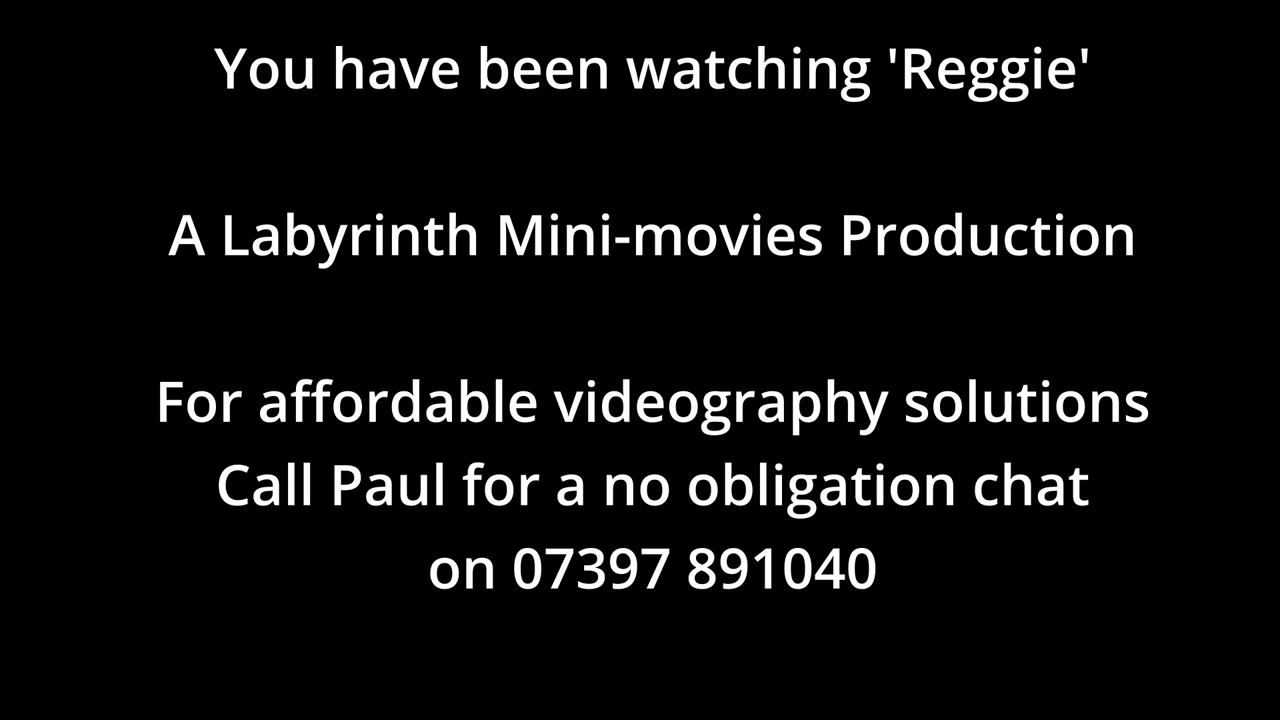 You have been watching 'Reggie'
A Labyrinth Mini-movies Production
For affordable videography solutions
Call Paul for a no obligation chat
on 07397 891040